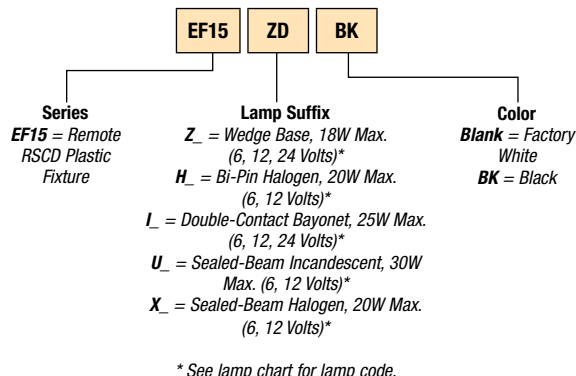 EF15 ZD BK
Series
EF15 = Remote
RSCD Plastic
Fixture
Lamp Suffix
Z_ = Wedge Base, 18W Max.
(6, 12, 24 Volts)*
H_ = Bi-Pin Halogen, 20W Max.
(6, 12 Volts)*
I_ = Double-Contact Bayonet, 25W Max.
(6, 12, 24 Volts)*
U_ = Sealed-Beam Incandescent, 30W
Max. (6, 12 Volts)*
X_ = Sealed-Beam Halogen, 20W Max.
(6, 12 Volts)*
Color
Blank = Factory
White
BK = Black
* See lamp chart for lamp code.